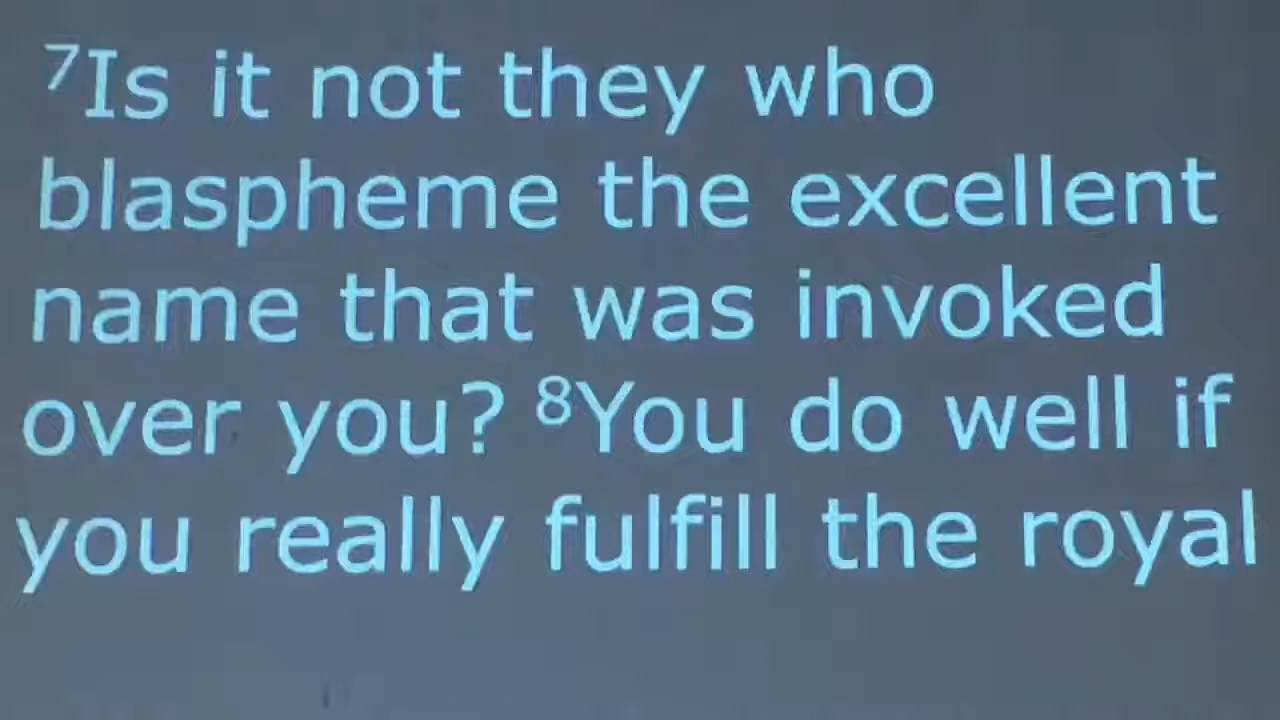 ⁷Is it not they who
blaspheme the excellent
name that was invoked
over you? ⁸You do well if
you really fulfill the royal